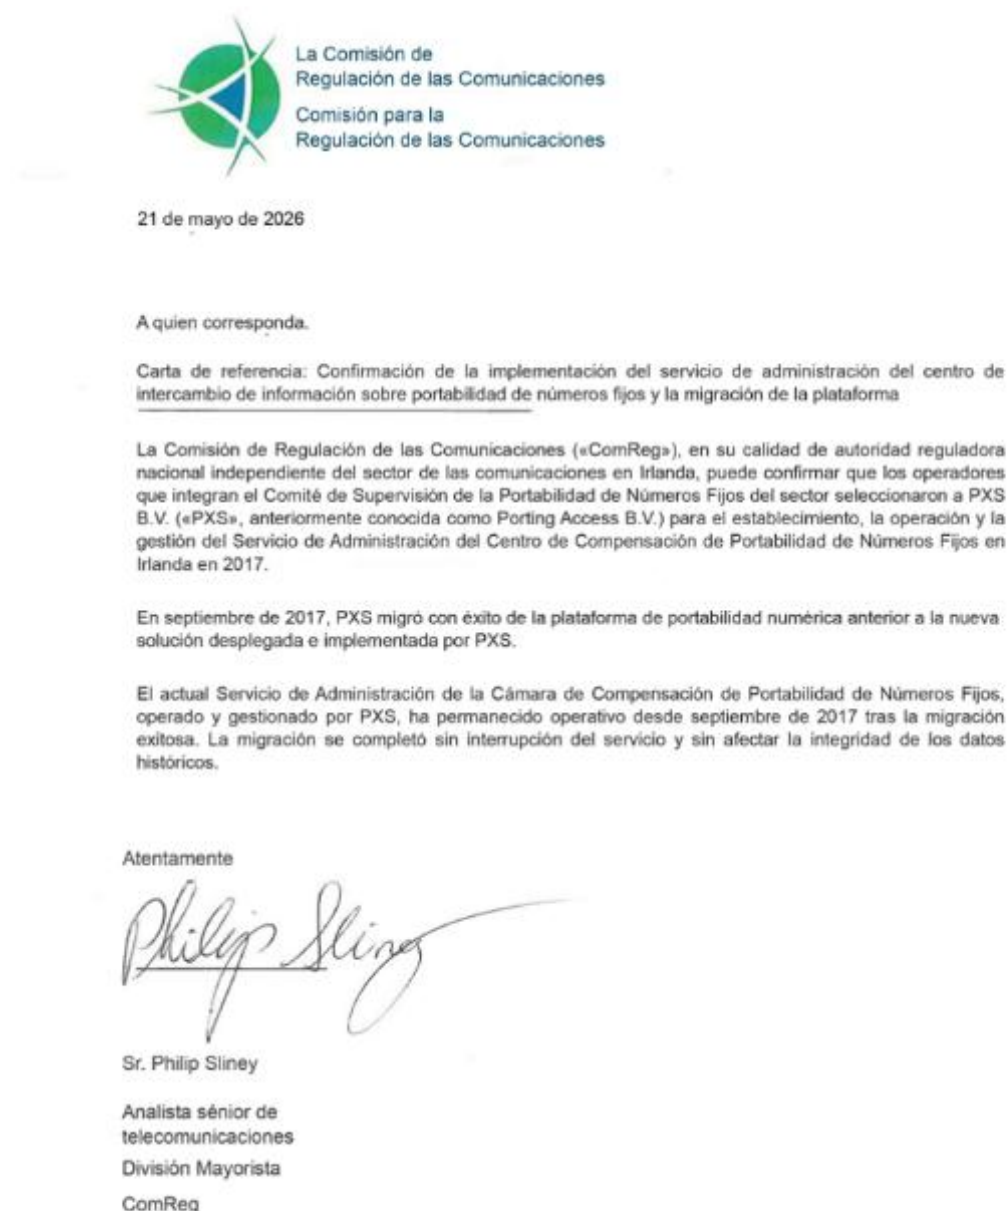 La Comisión de
Regulación de las Comunicaciones
Comisión para la
Regulación de las Comunicaciones
21 de mayo de 2026
A quien corresponda.
Carta de referencia: Confirmación de la implementación del servicio de administración del centro de
intercambio de información sobre portabilidad de números fijos y la migración de la plataforma
La Comisión de Regulación de las Comunicaciones («ComReg»), en su calidad de autoridad reguladora
nacional independiente del sector de las comunicaciones en Irlanda, puede confirmar que los operadores
que integran el Comité de Supervisión de la Portabilidad de Números Fijos del sector seleccionaron a PXS
B.V. («PXS», anteriormente conocida como Porting Access B.V.) para el establecimiento, la operación y la
gestión del Servicio de Administración del Centro de Compensación de Portabilidad de Números Fijos en
Irlanda en 2017.
En septiembre de 2017, PXS migró con éxito de la plataforma de portabilidad numérica anterior a la nueva
solución desplegada e implementada por PXS.
El actual Servicio de Administración de la Cámara de Compensación de Portabilidad de Números Fijos,
operado y gestionado por PXS, ha permanecido operativo desde septiembre de 2017 tras la migración
exitosa. La migración se completó sin interrupción del servicio y sin afectar la integridad de los datos
históricos.
Atentamente
Philip Sliney
Sr. Philip Sliney
Analista sénior de
telecomunicaciones
División Mayorista
ComReg